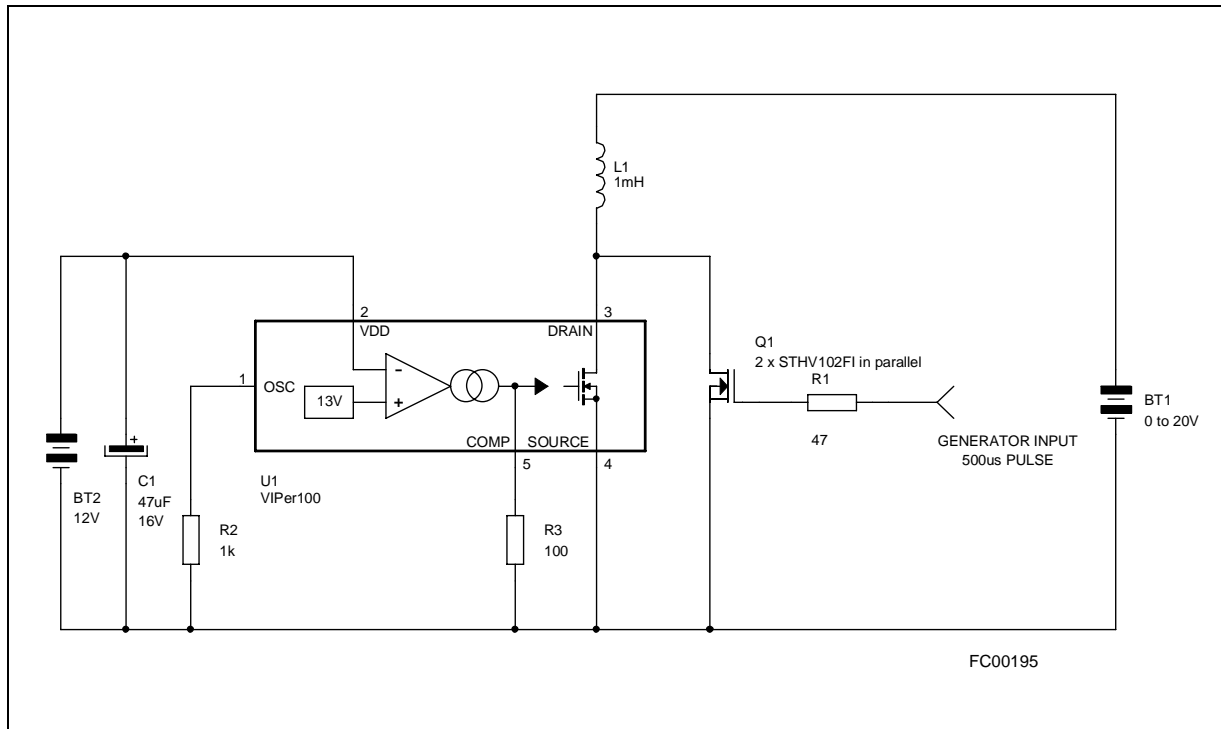 L1
1mH
2
VDD
DRAIN
3
1
OSC
13V
-
+
COMP
SOURCE
5
4
U1
VIPer100
Q1
2 x STHV102FI in parallel
R1
47
GENERATOR INPUT
500us PULSE
BT1
0 to 20V
BT2
12V
+
C1
47uF
16V
R2
1k
R3
100
FC00195